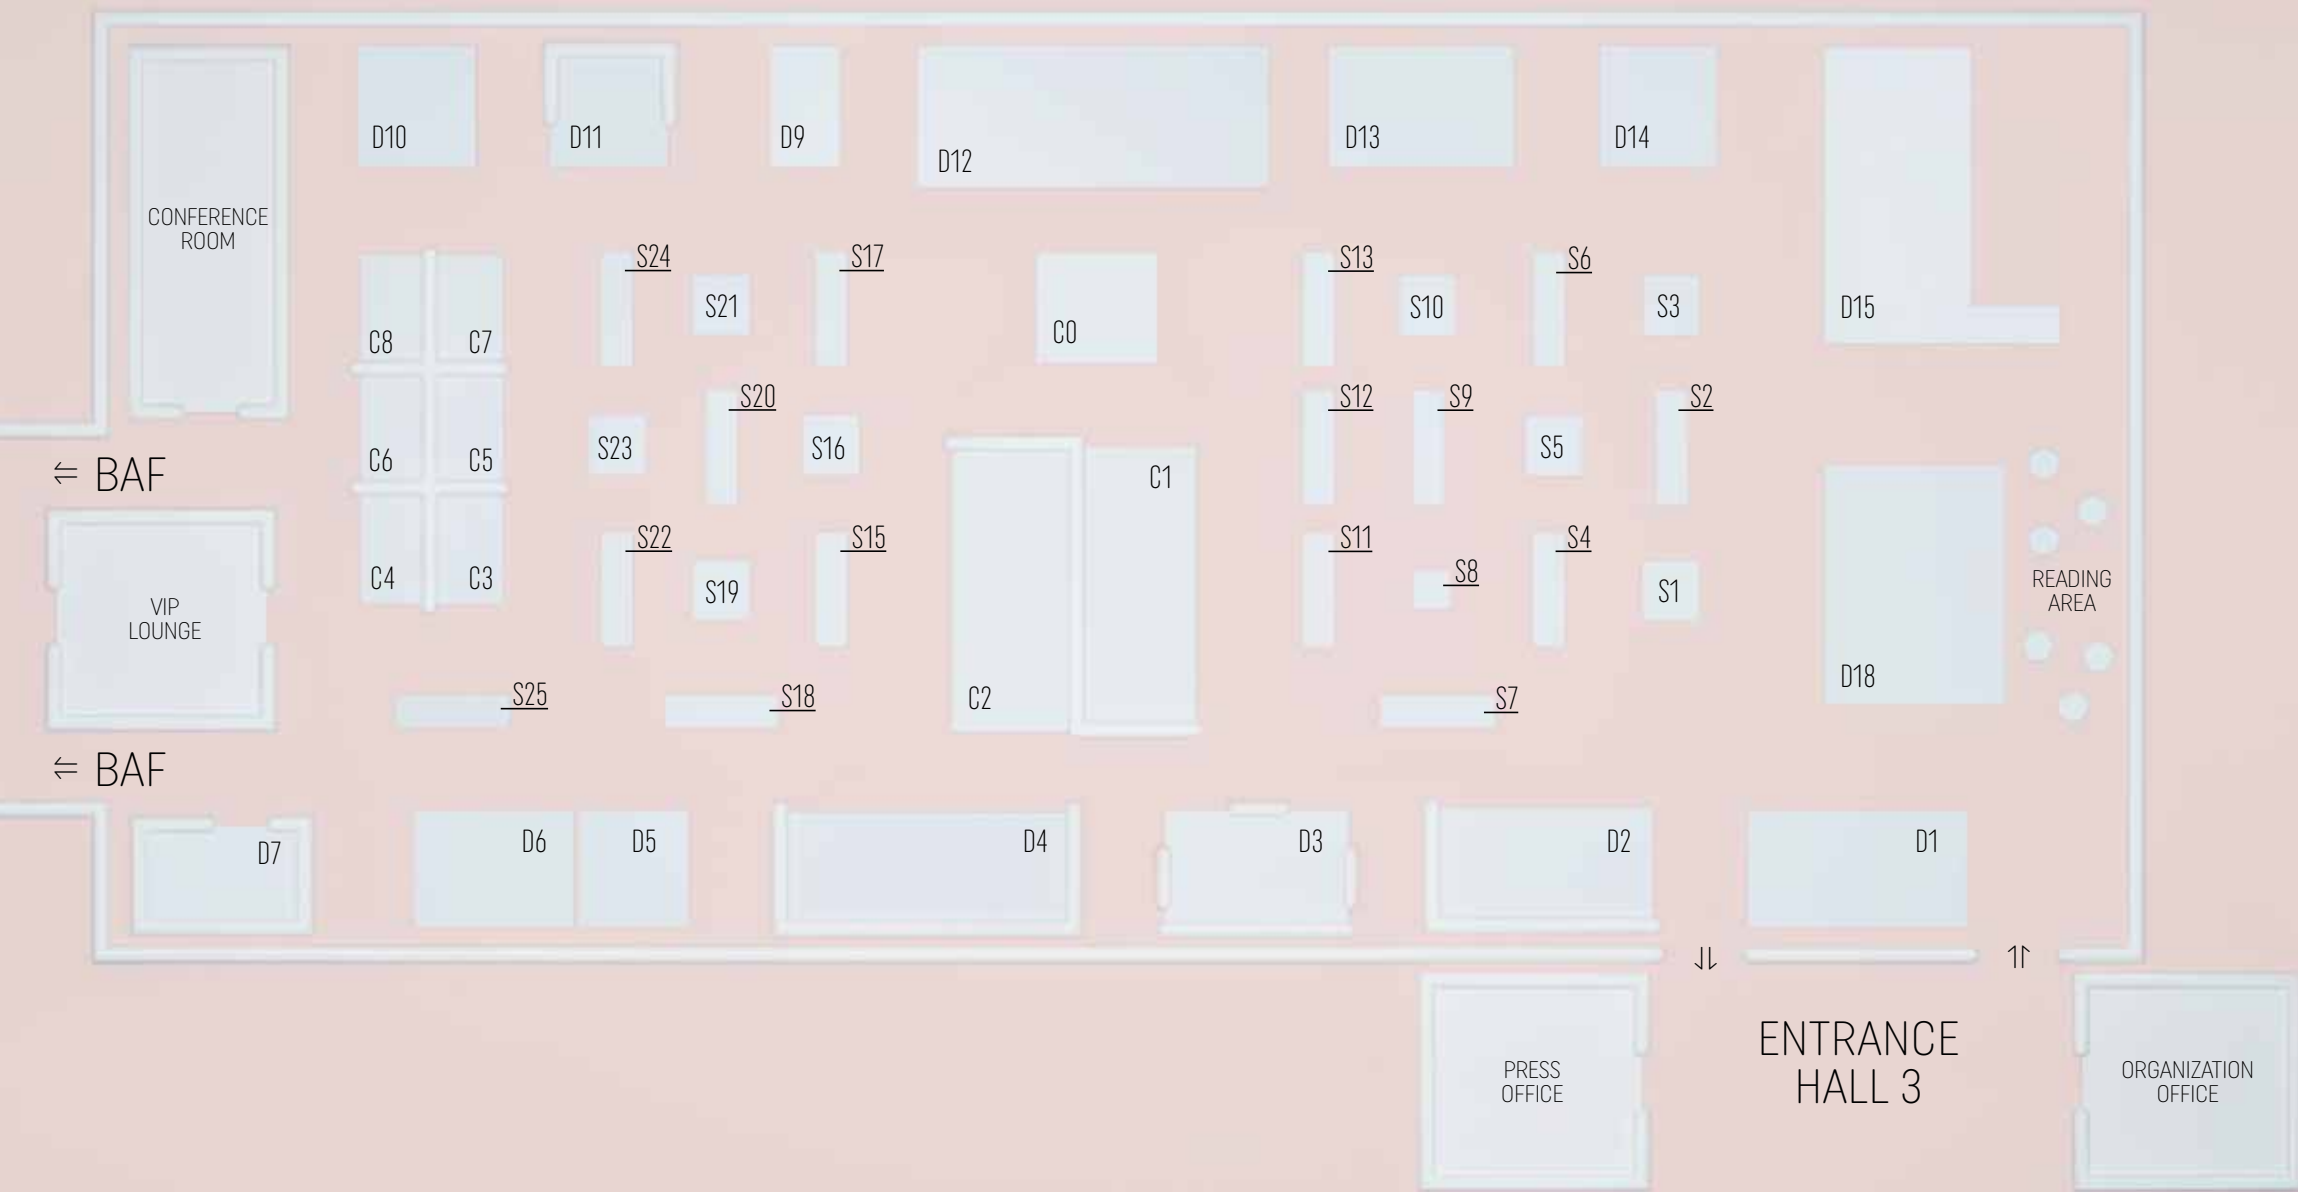 D10
D11
D9
D12
D13
D14
CONFERENCE
ROOM
S24
S17
S13
S6
S21
S10
S3
D15
C0
C8
C7
S20
S12
S9
S2
S23
S16
S5
C6
C5
C1
⇐ BAF
S22
S15
S11
S4
S8
C4
C3
S19
S1
READING
AREA
VIP
LOUNGE
D18
S25
S18
C2
S7
⇐ BAF
D7
D6
D5
D4
D3
D2
D1
ENTRANCE
HALL 3
PRESS
OFFICE
ORGANIZATION
OFFICE